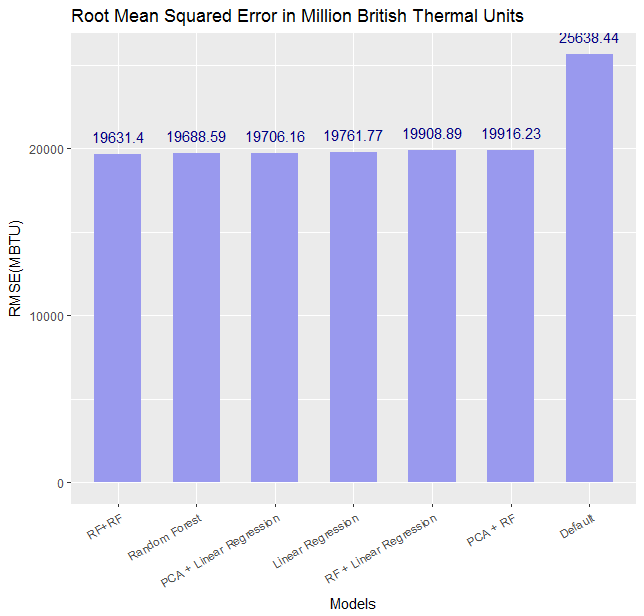 Root Mean Squared Error in Million British Thermal Units
25638.44
19631.4 19688.59 19706.16 19761.77 19908.89 19916.23
20000
10000
0
RMSE(MBTU)
RF+RF
Random Forest
PCA + Linear Regression
Linear Regression
RF + Linear Regression
PCA + RF
Default
Models